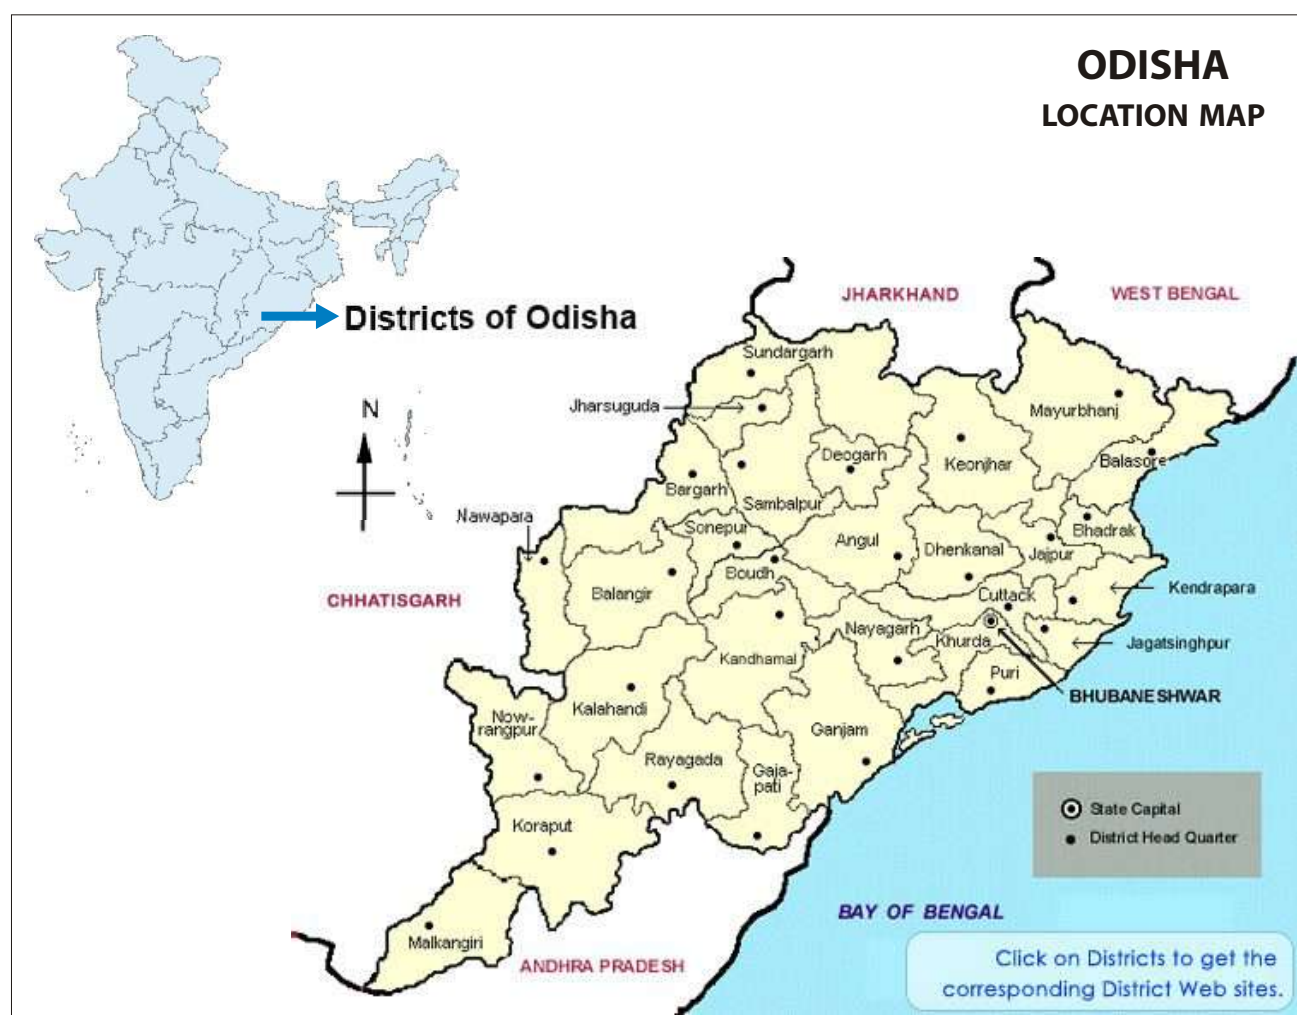 ODISHA
LOCATION MAP
JHARKHAND
WEST BENGAL
Districts of Odisha
Sundargarh
N
Jharsuguda
Mayurbhanj
Deogarh
Keonjhar
Balasore
Bargarh
Sambalpur
Nawapara
Sonepur
Angul
Dhenkanal
Jajpur
Bhadrak
Boudh
Balangir
Cuttack
Kendrapara
CHHATISGARH
Nayagarh
Khurda
Jagatsinghpur
Kandhamal
Puri
BHUBANESHWAR
Kalahandi
Now-
rangpur
Ganjam
Rayagada
Gaja-
pati
State Capital
District Head Quarter
Koraput
BAY OF BENGAL
Malkangiri
ANDHRA PRADESH
Click on Districts to get the
corresponding District Web sites.